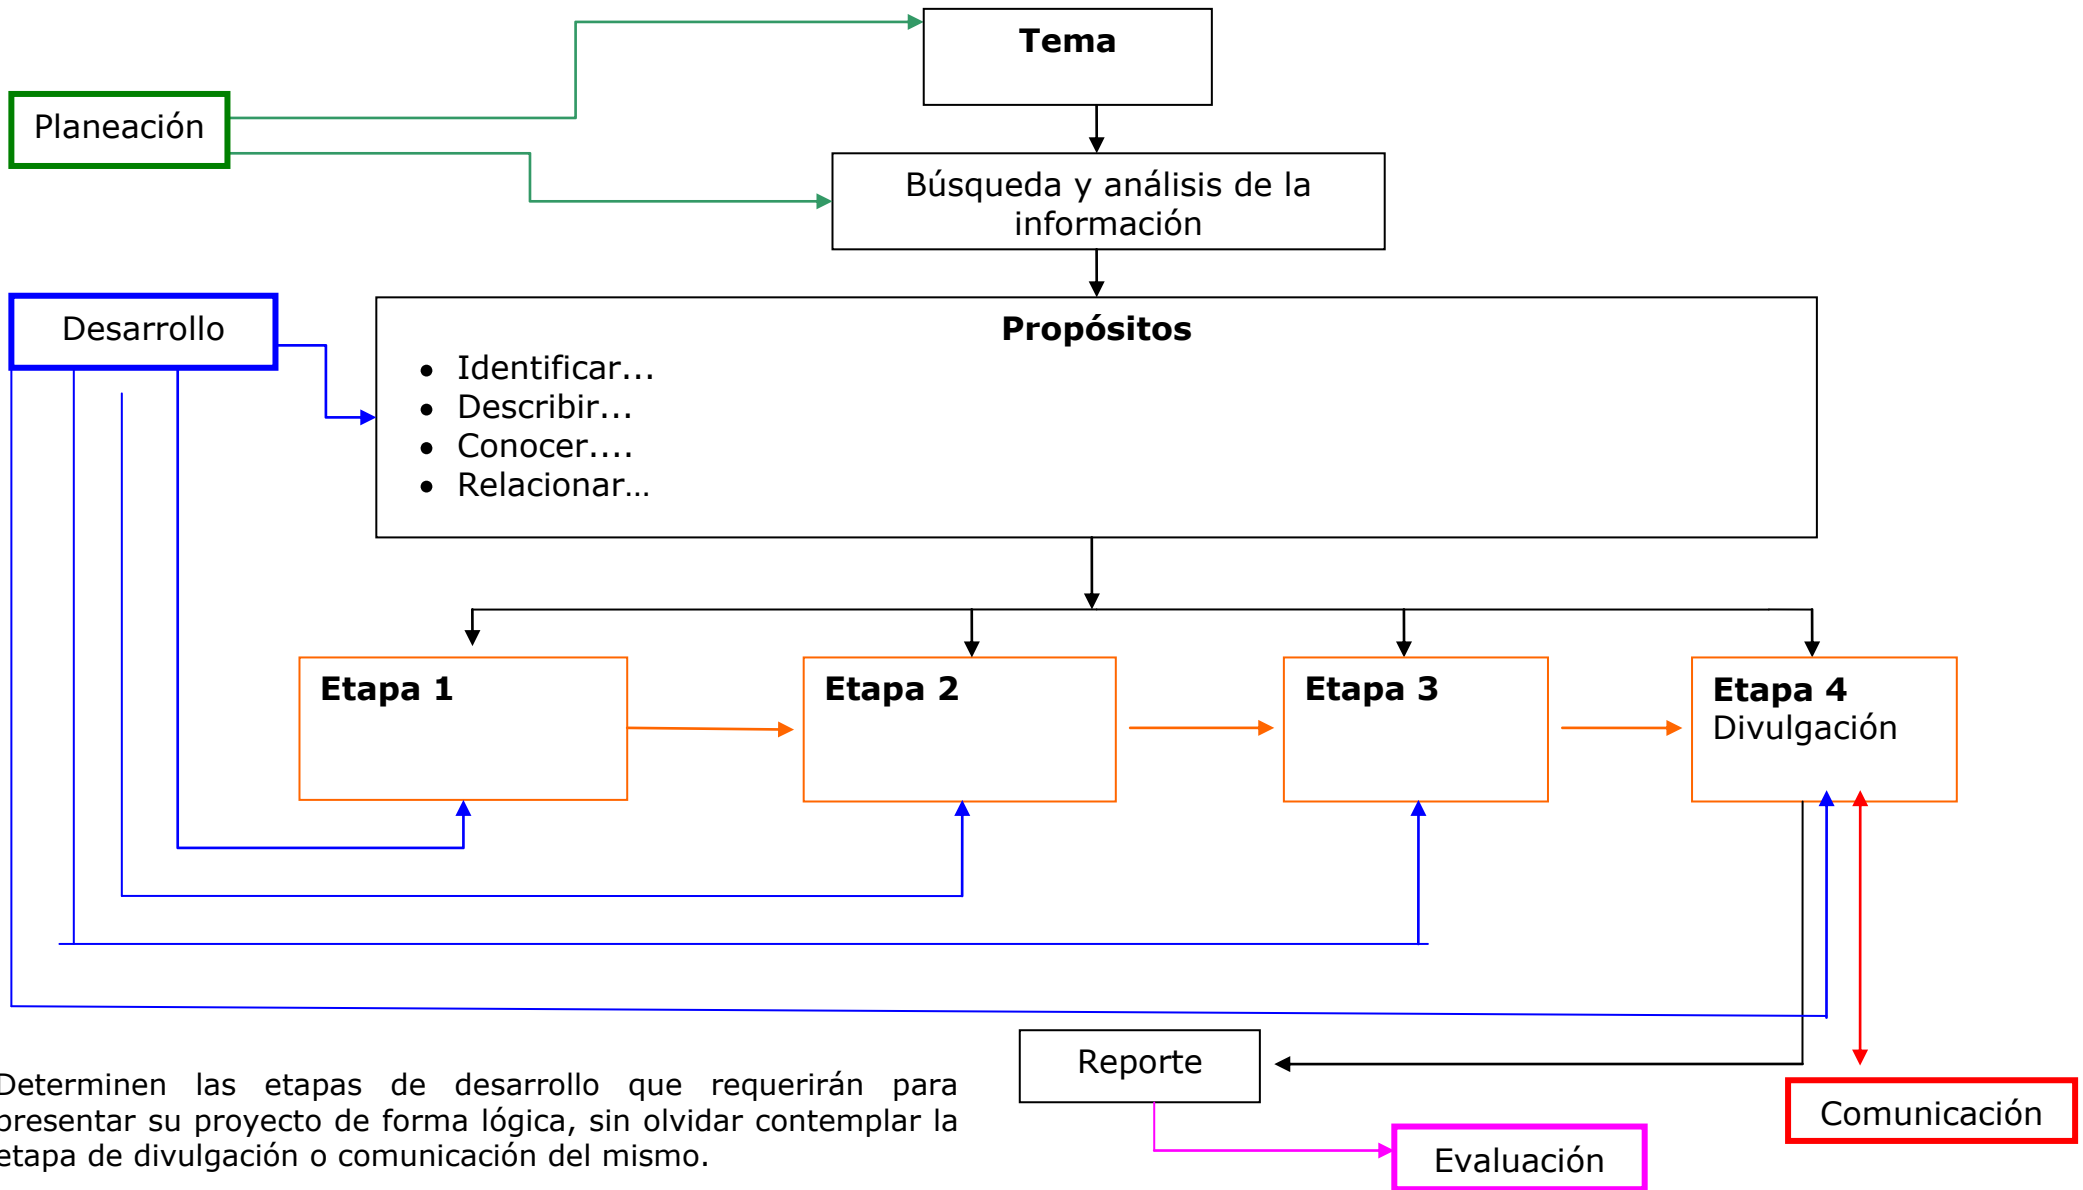 Tema
Planeación
Búsqueda y análisis de la
información
Desarrollo
Propósitos
• Identificar...
• Describir...
• Conocer....
• Relacionar...
Etapa 1
Etapa 2
Etapa 3
Etapa 4
Divulgación
Reporte
Determinen las etapas de desarrollo que requerirán para
presentar su proyecto de forma lógica, sin olvidar contemplar la
etapa de divulgación o comunicación del mismo.
Comunicación
Evaluación